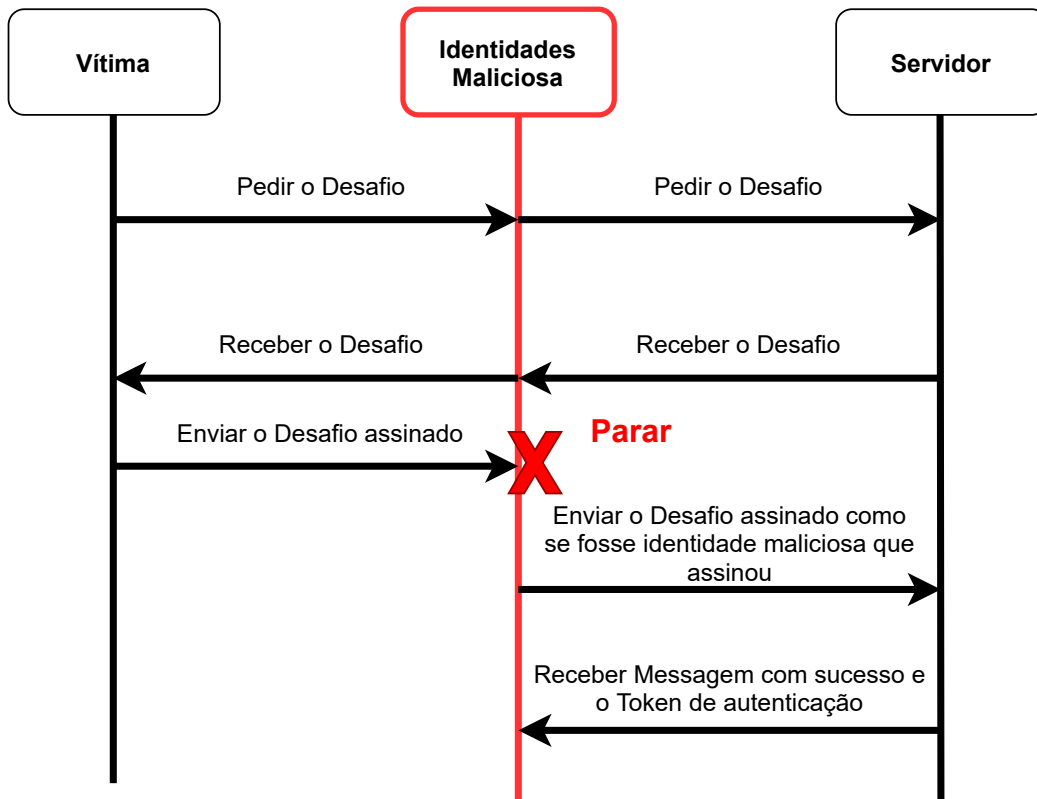 Vítima
Identidades
Maliciosa
Servidor
Pedir o Desafio
Pedir o Desafio
Receber o Desafio
Receber o Desafio
Enviar o Desafio assinado
X
Parar
Enviar o Desafio assinado como
se fosse identidade maliciosa que
assinou
Receber Messagem com sucesso e
o Token de autenticação